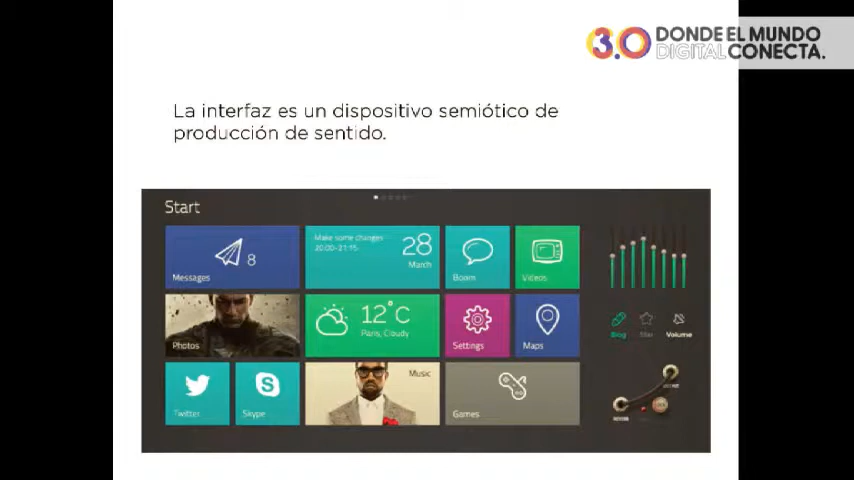 3.0 DONDE EL MUNDO
DIGITAL CONECTA.
La interfaz es un dispositivo semiótico de
producción de sentido.
Start
Messages
8
Make some changes
20:00-21:15
28
March
Boom
Videos
Photos
12°C
Paris, Cloudy
Settings
Maps
Twitter
Skype
Music
Games
Blog
Star
Volume